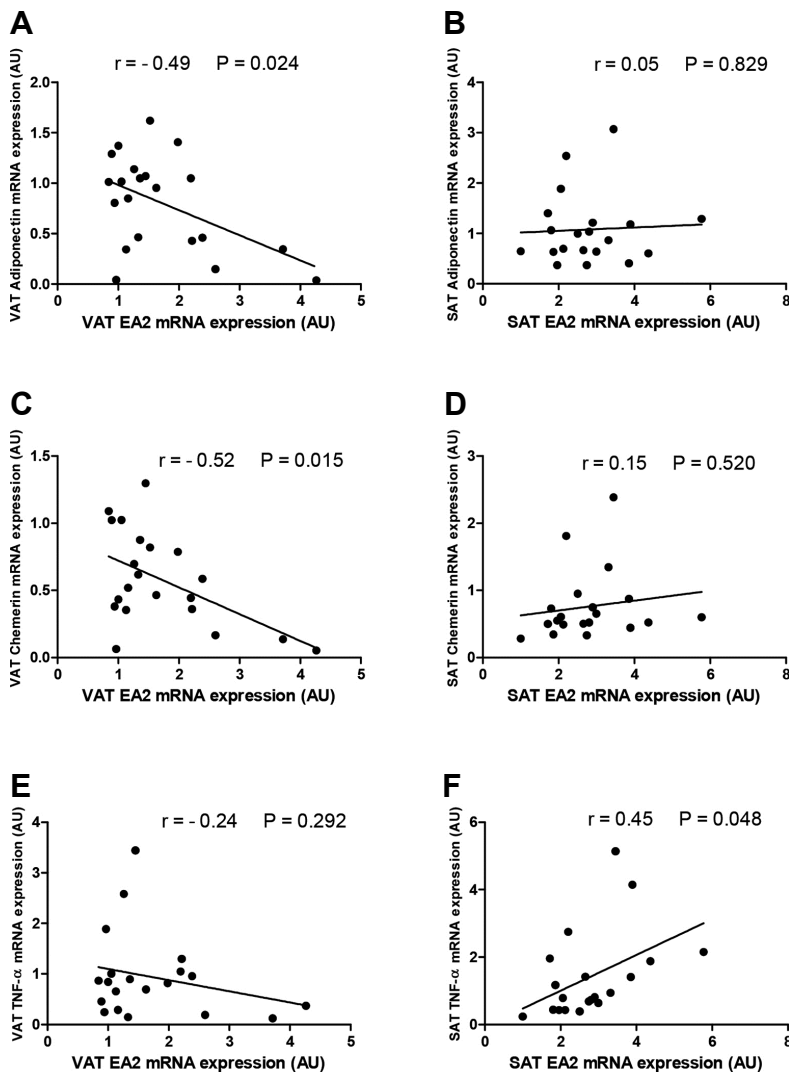 A
r = - 0.49 P = 0.024
VAT Adiponectin mRNA expression (AU)
2.0
1.5
1.0
0.5
0.0
0 1 2 3 4 5
VAT EA2 mRNA expression (AU)
B
r = 0.05 P = 0.829
SAT Adiponectin mRNA expression (AU)
4
3
2
1
0
0 2 4 6 8
SAT EA2 mRNA expression (AU)
C
r = - 0.52 P = 0.015
VAT Chemerin mRNA expression (AU)
1.5
1.0
0.5
0.0
0 1 2 3 4 5
VAT EA2 mRNA expression (AU)
D
r = 0.15 P = 0.520
SAT Chemerin mRNA expression (AU)
3
2
1
0
0 2 4 6 8
SAT EA2 mRNA expression (AU)
E
r = - 0.24 P = 0.292
VAT TNF-α mRNA expression (AU)
4
3
2
1
0
0 1 2 3 4 5
VAT EA2 mRNA expression (AU)
F
r = 0.45 P = 0.048
SAT TNF-α mRNA expression (AU)
6
4
2
0
0 2 4 6 8
SAT EA2 mRNA expression (AU)